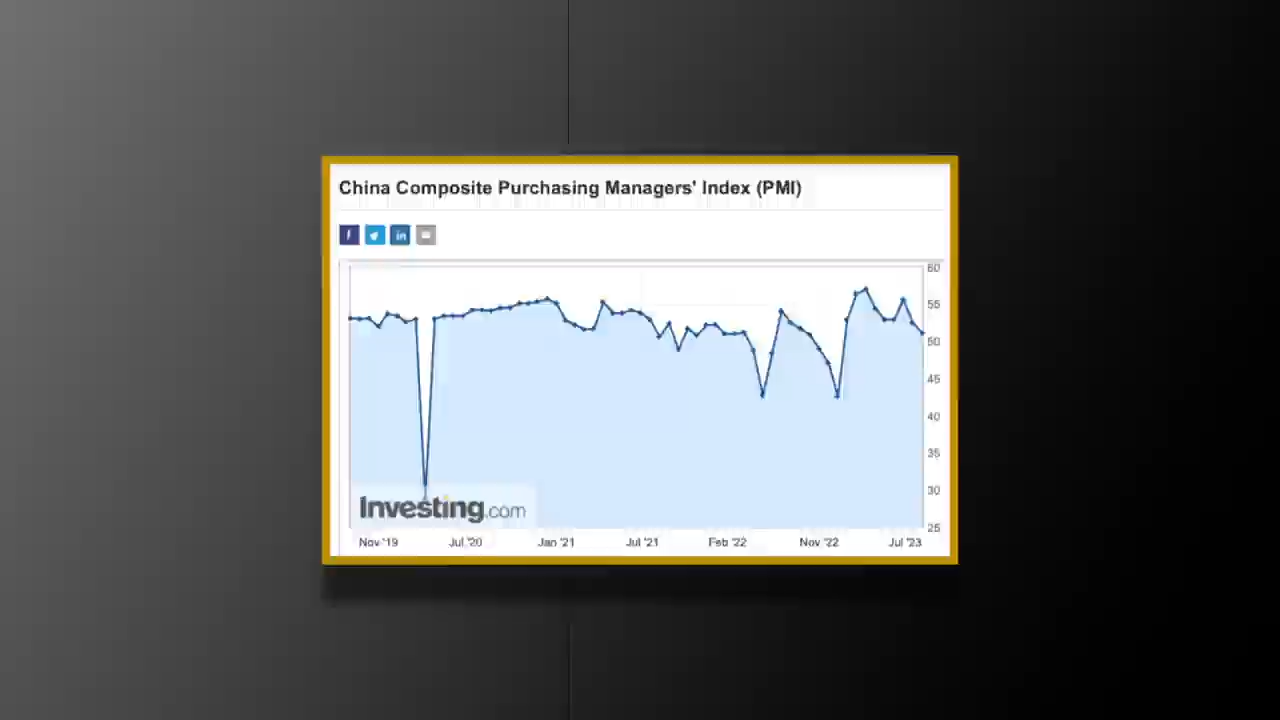 China Composite Purchasing Managers' Index (PMI)
60
55
50
45
40
35
30
25
Investing.com
Nov '19 Jul '20 Jan '21 Jul '21 Feb '22 Nov '22 Jul '23